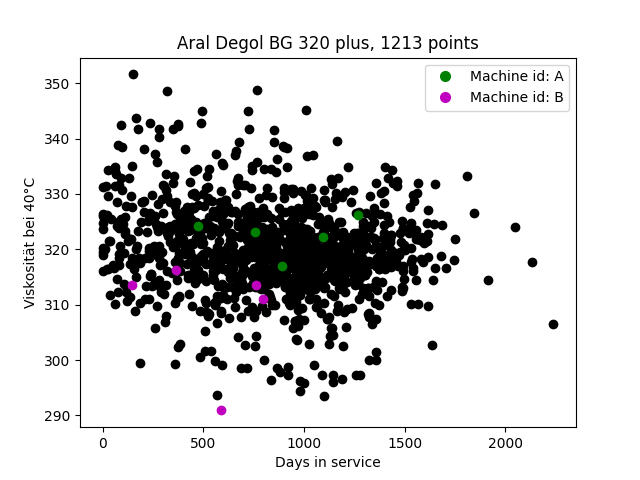 Aral Degol BG 320 plus, 1213 points
Machine id: A
Machine id: B
350
340
330
320
310
300
290
Viskosität bei 40°C
0
500
1000
1500
2000
Days in service